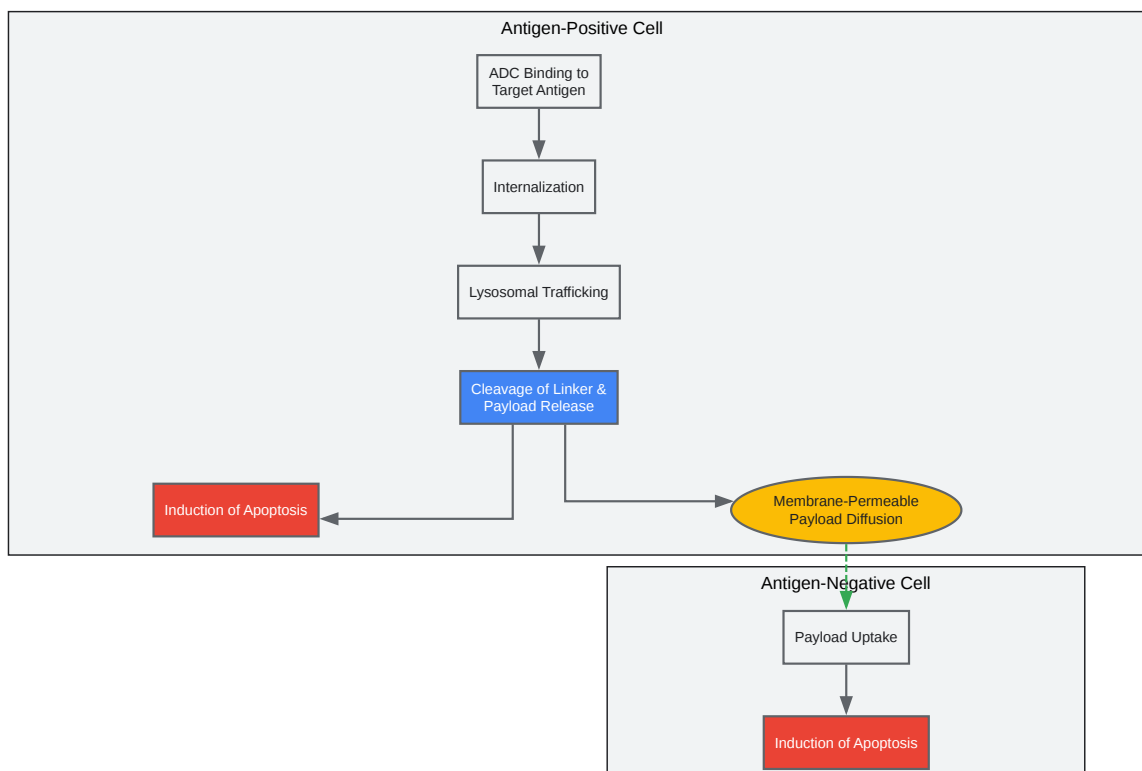 Antigen-Positive Cell
ADC Binding to
Target Antigen
Internalization
Lysosomal Trafficking
Cleavage of Linker &
Payload Release
Induction of Apoptosis
Membrane-Permeable
Payload Diffusion
Antigen-Negative Cell
Payload Uptake
Induction of Apoptosis